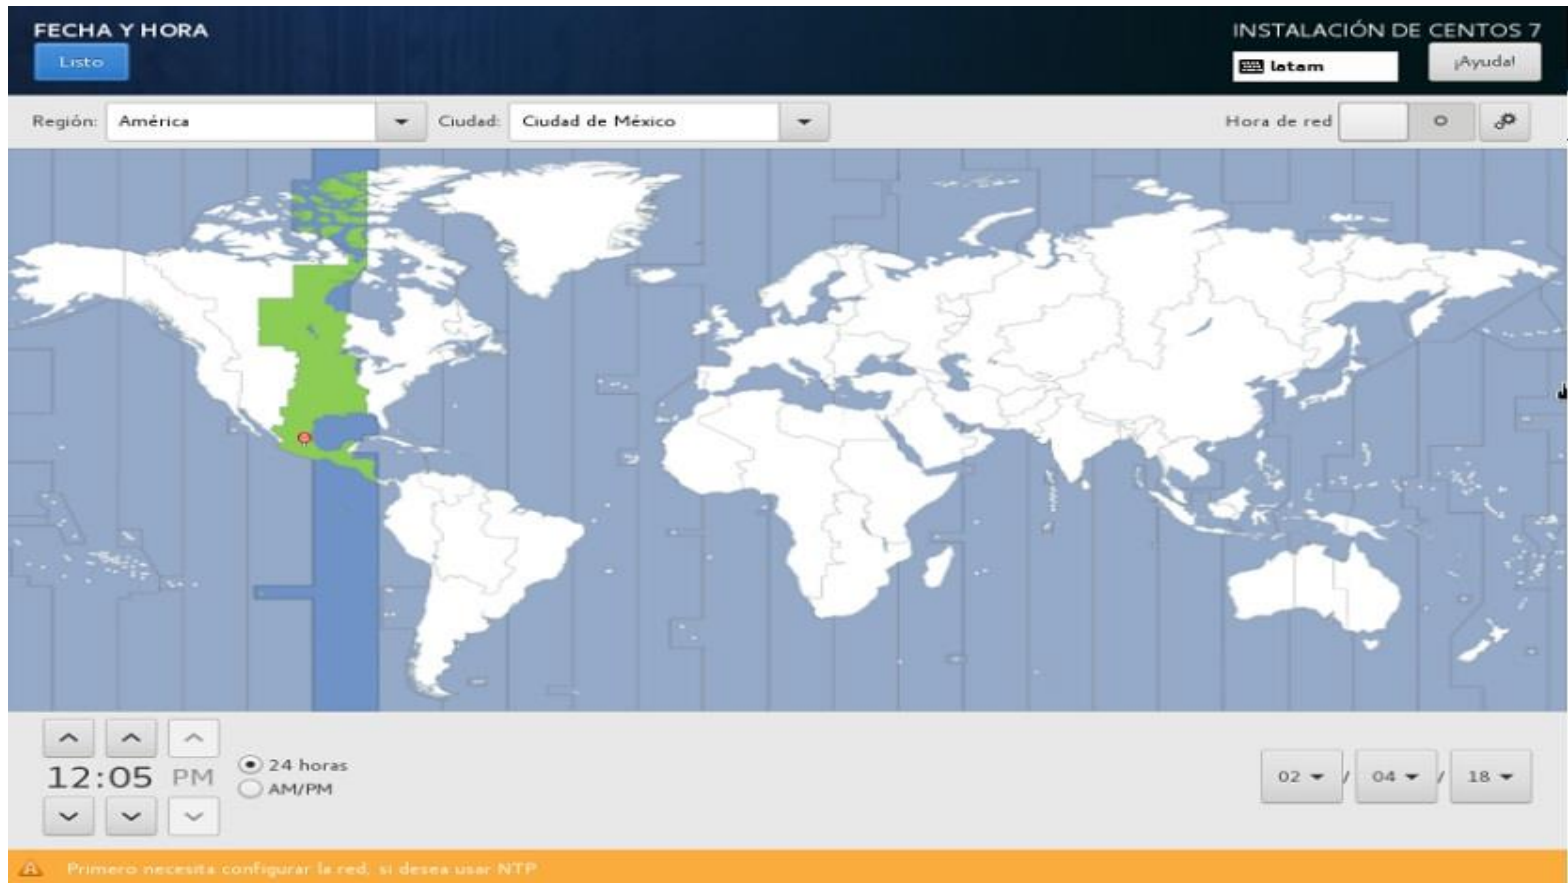 FECHA Y HORA
INSTALACIÓN DE CENTOS 7
Listo
latam
¡Ayuda!
Región: América
Ciudad: Ciudad de México
Hora de red
12:05 PM
24 horas
AM/PM
02 / 04 / 18
Primero necesita configurar la red, si desea usar NTP